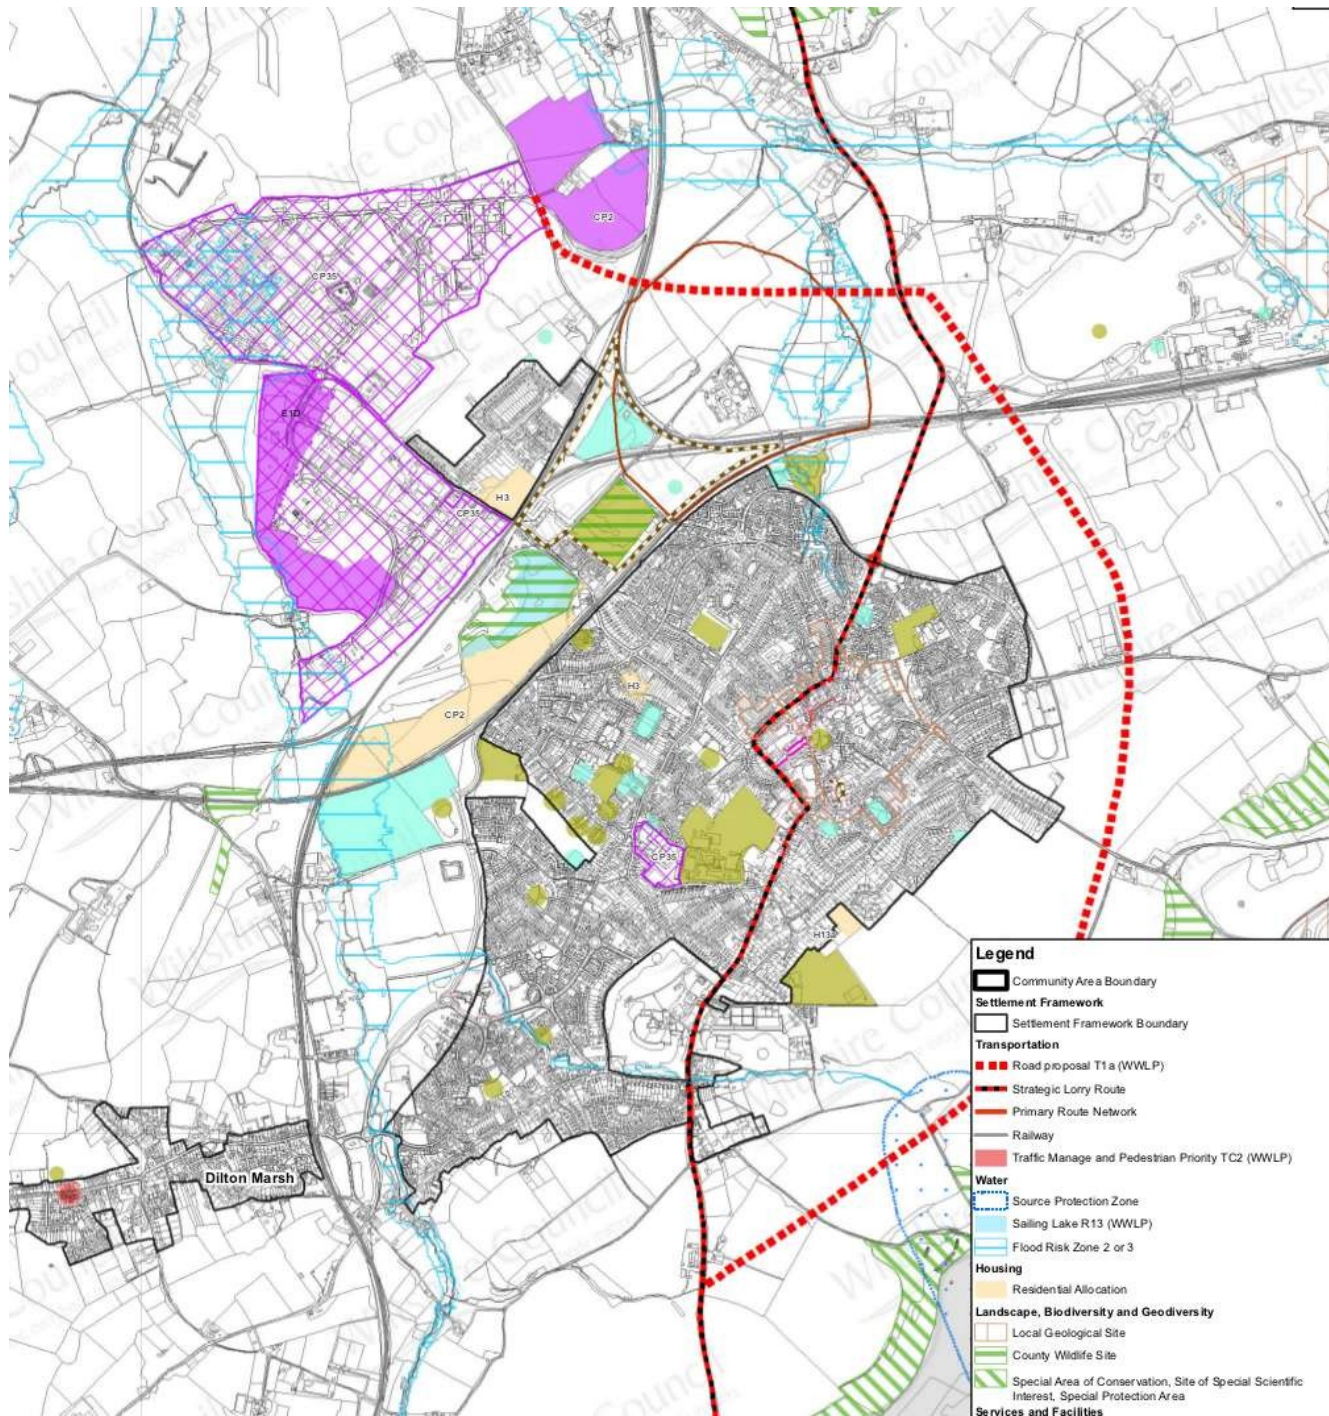 Wiltshire Council
CP2
CP35
E1D
H3
CP35
H3
CP2
CP35
H13a
Dilton Marsh
Legend
Community Area Boundary
Settlement Framework
Settlement Framework Boundary
Transportation
Road proposal T1a (WWLP)
Strategic Lorry Route
Primary Route Network
Railway
Traffic Manage and Pedestrian Priority TC2 (WWLP)
Water
Source Protection Zone
Sailing Lake R13 (WWLP)
Flood Risk Zone 2 or 3
Housing
Residential Allocation
Landscape, Biodiversity and Geodiversity
Local Geological Site
County Wildlife Site
Special Area of Conservation, Site of Special Scientific
Interest, Special Protection Area
Services and Facilities